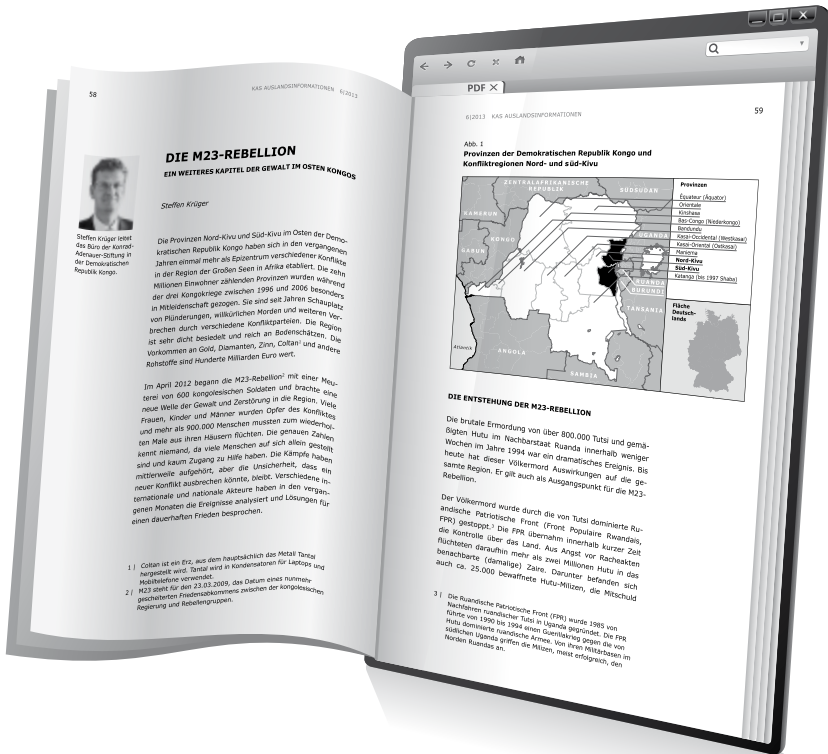 58
KAS AUSLANDSINFORMATIONEN 6|2013
DIE M23-REBELLION
EIN WEITERES KAPITEL DER GEWALT IM OSTEN KONGOS
Steffen Krüger
Steffen Krüger leitet
das Büro der Konrad-
Adenauer-Stiftung in
der Demokratischen
Republik Kongo.
Die Provinzen Nord-Kivu und Süd-Kivu im Osten der Demo-
kratischen Republik Kongo haben sich in den vergangenen
Jahren einmal mehr als Epizentrum verschiedener Konflikte
in der Region der Großen Seen in Afrika etabliert. Die zehn
Millionen Einwohner zählenden Provinzen wurden während
der drei Kongokriege zwischen 1996 und 2006 besonders
in Mitleidenschaft gezogen. Sie sind seit Jahren Schauplatz
von Plünderungen, willkürlichen Morden und weiteren Ver-
brechen durch verschiedene Konfliktparteien. Die Region
ist sehr dicht besiedelt und reich an Bodenschätzen. Die
Vorkommen an Gold, Diamanten, Zinn, Coltan¹ und andere
Rohstoffe sind Hunderte Milliarden Euro wert.
Im April 2012 begann die M23-Rebellion² mit einer Meu-
terei von 600 kongolesischen Soldaten und brachte eine
neue Welle der Gewalt und Zerstörung in die Region. Viele
Frauen, Kinder und Männer wurden Opfer des Konfliktes
und mehr als 900.000 Menschen mussten zum wiederhol-
ten Male aus ihren Häusern flüchten. Die genauen Zahlen
kennt niemand, da viele Menschen auf sich allein gestellt
sind und kaum Zugang zu Hilfe haben. Die Kämpfe haben
mittlerweile aufgehört, aber die Unsicherheit, dass ein
neuer Konflikt ausbrechen könnte, bleibt. Verschiedene in-
ternationale und nationale Akteure haben in den vergan-
genen Monaten die Ereignisse analysiert und Lösungen für
einen dauerhaften Frieden besprochen.
1 | Coltan ist ein Erz, aus dem hauptsächlich das Metall Tantal
hergestellt wird. Tantal wird in Kondensatoren für Laptops und
Mobiltelefone verwendet.
2 | M23 steht für den 23.03.2009, das Datum eines nunmehr
gescheiterten Friedensabkommens zwischen der kongolesischen
Regierung und Rebellengruppen.
PDF
6|2013 KAS AUSLANDSINFORMATIONEN
59
Abb. 1
Provinzen der Demokratischen Republik Kongo und
Konfliktregionen Nord- und süd-Kivu
ZENTRALAFRIKANISCHE
REPUBLIK
SÜDSUDAN
KAMERUN
KONGO
GABUN
UGANDA
RUANDA
BURUNDI
TANSANIA
Atlantik
ANGOLA
SAMBIA
Provinzen
Équateur (Äquator)
Orientale
Kinshasa
Bas-Congo (Niederkongo)
Bandundu
Kasai-Occidental (Westkasai)
Kasai-Oriental (Ostkasai)
Maniema
Nord-Kivu
Süd-Kivu
Katanga (bis 1997 Shaba)
Fläche
Deutsch-
lands
DIE ENTSTEHUNG DER M23-REBELLION
Die brutale Ermordung von über 800.000 Tutsi und gemä-
ßigten Hutu im Nachbarstaat Ruanda innerhalb weniger
Wochen im Jahre 1994 war ein dramatisches Ereignis. Bis
heute hat dieser Völkermord Auswirkungen auf die ge-
samte Region. Er gilt auch als Ausgangspunkt für die M23-
Rebellion.
Der Völkermord wurde durch die von Tutsi dominierte Ru-
andische Patriotische Front (Front Populaire Rwandais,
FPR) gestoppt.³ Die FPR übernahm innerhalb kurzer Zeit
die Kontrolle über das Land. Aus Angst vor Racheakten
flüchteten daraufhin mehr als zwei Millionen Hutu in das
benachbarte (damalige) Zaire. Darunter befanden sich
auch ca. 25.000 bewaffnete Hutu-Milizen, die Mitschuld
3 | Die Ruandische Patriotische Front (FPR) wurde 1985 von
Nachfahren ruandischer Tutsi in Uganda gegründet. Die FPR
führte von 1990 bis 1994 einen Guerillakrieg gegen die von
Hutu dominierte ruandische Armee. Von ihren Militärbasen im
südlichen Uganda griffen die Milizen, meist erfolgreich, den
Norden Ruandas an.